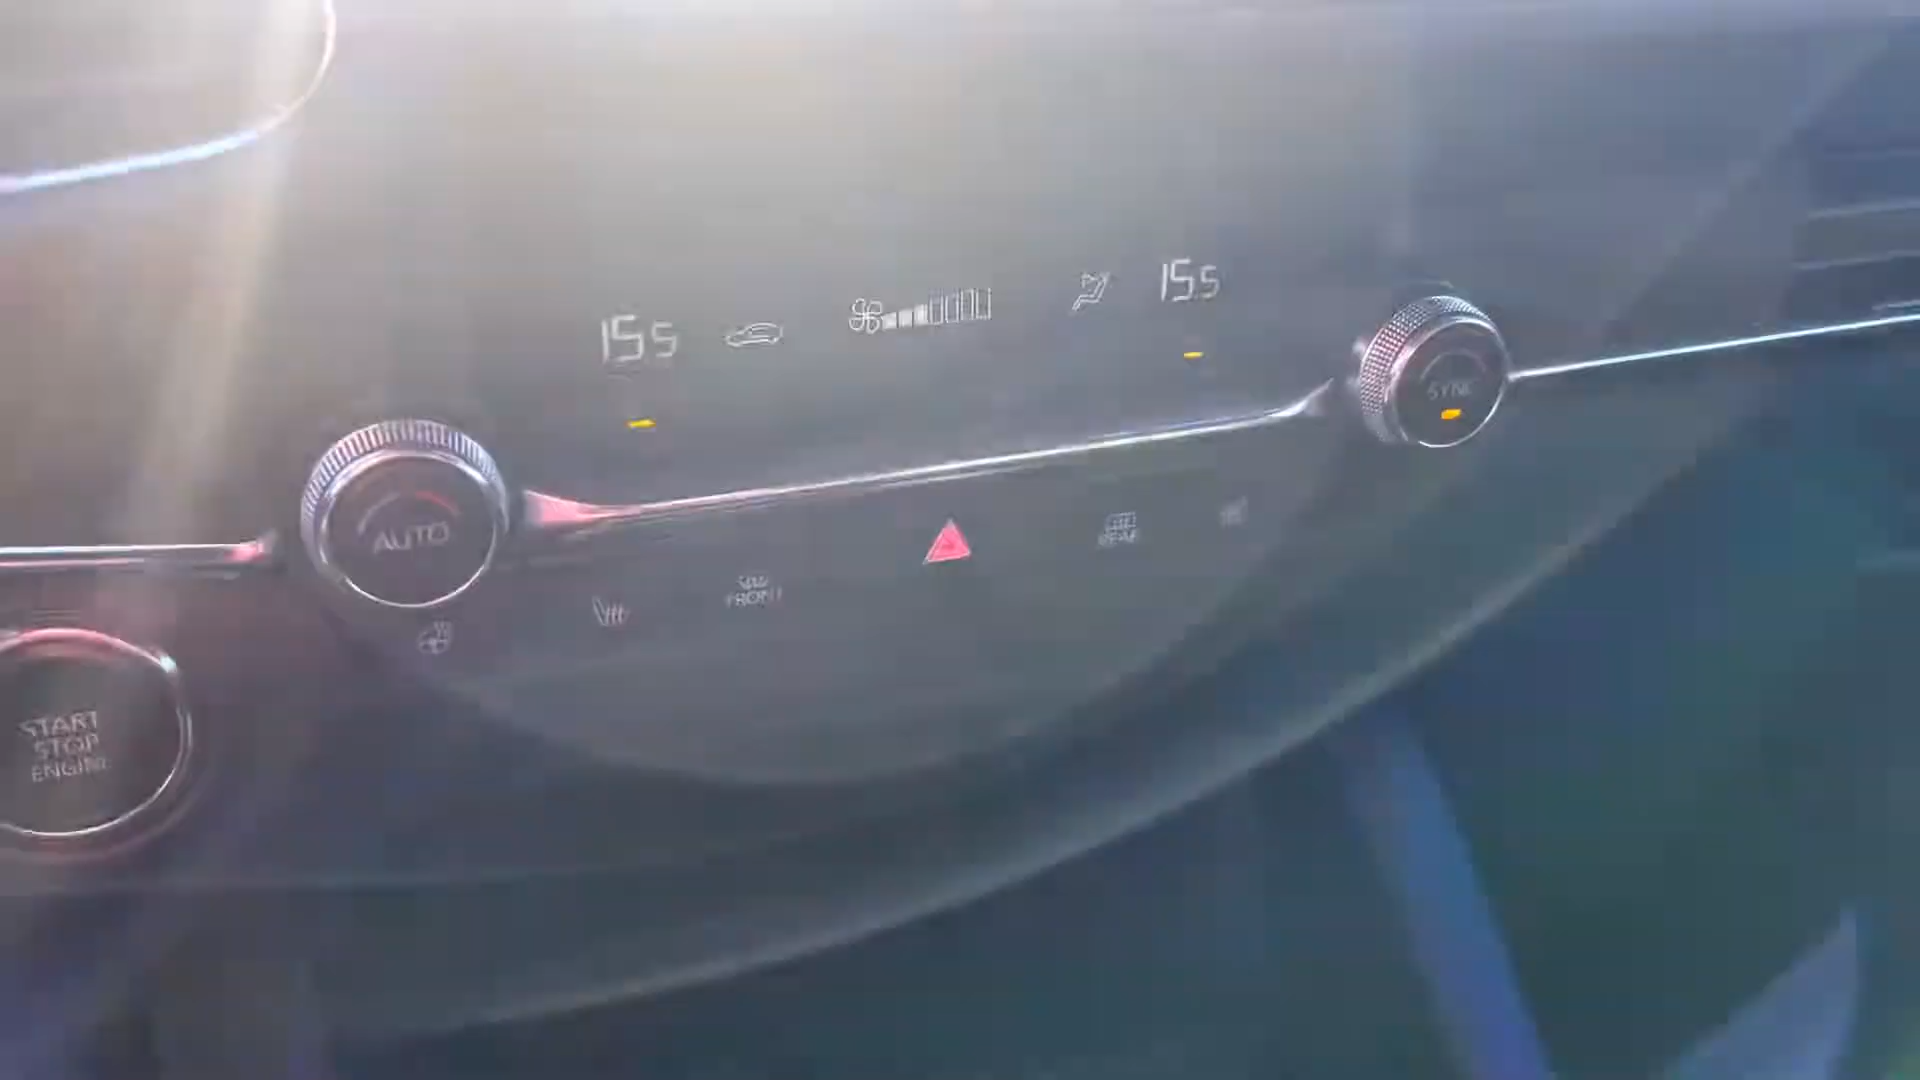 15.5
15.5
SYNC
AUTO
FRONT
REAR
START
STOP
ENGINE